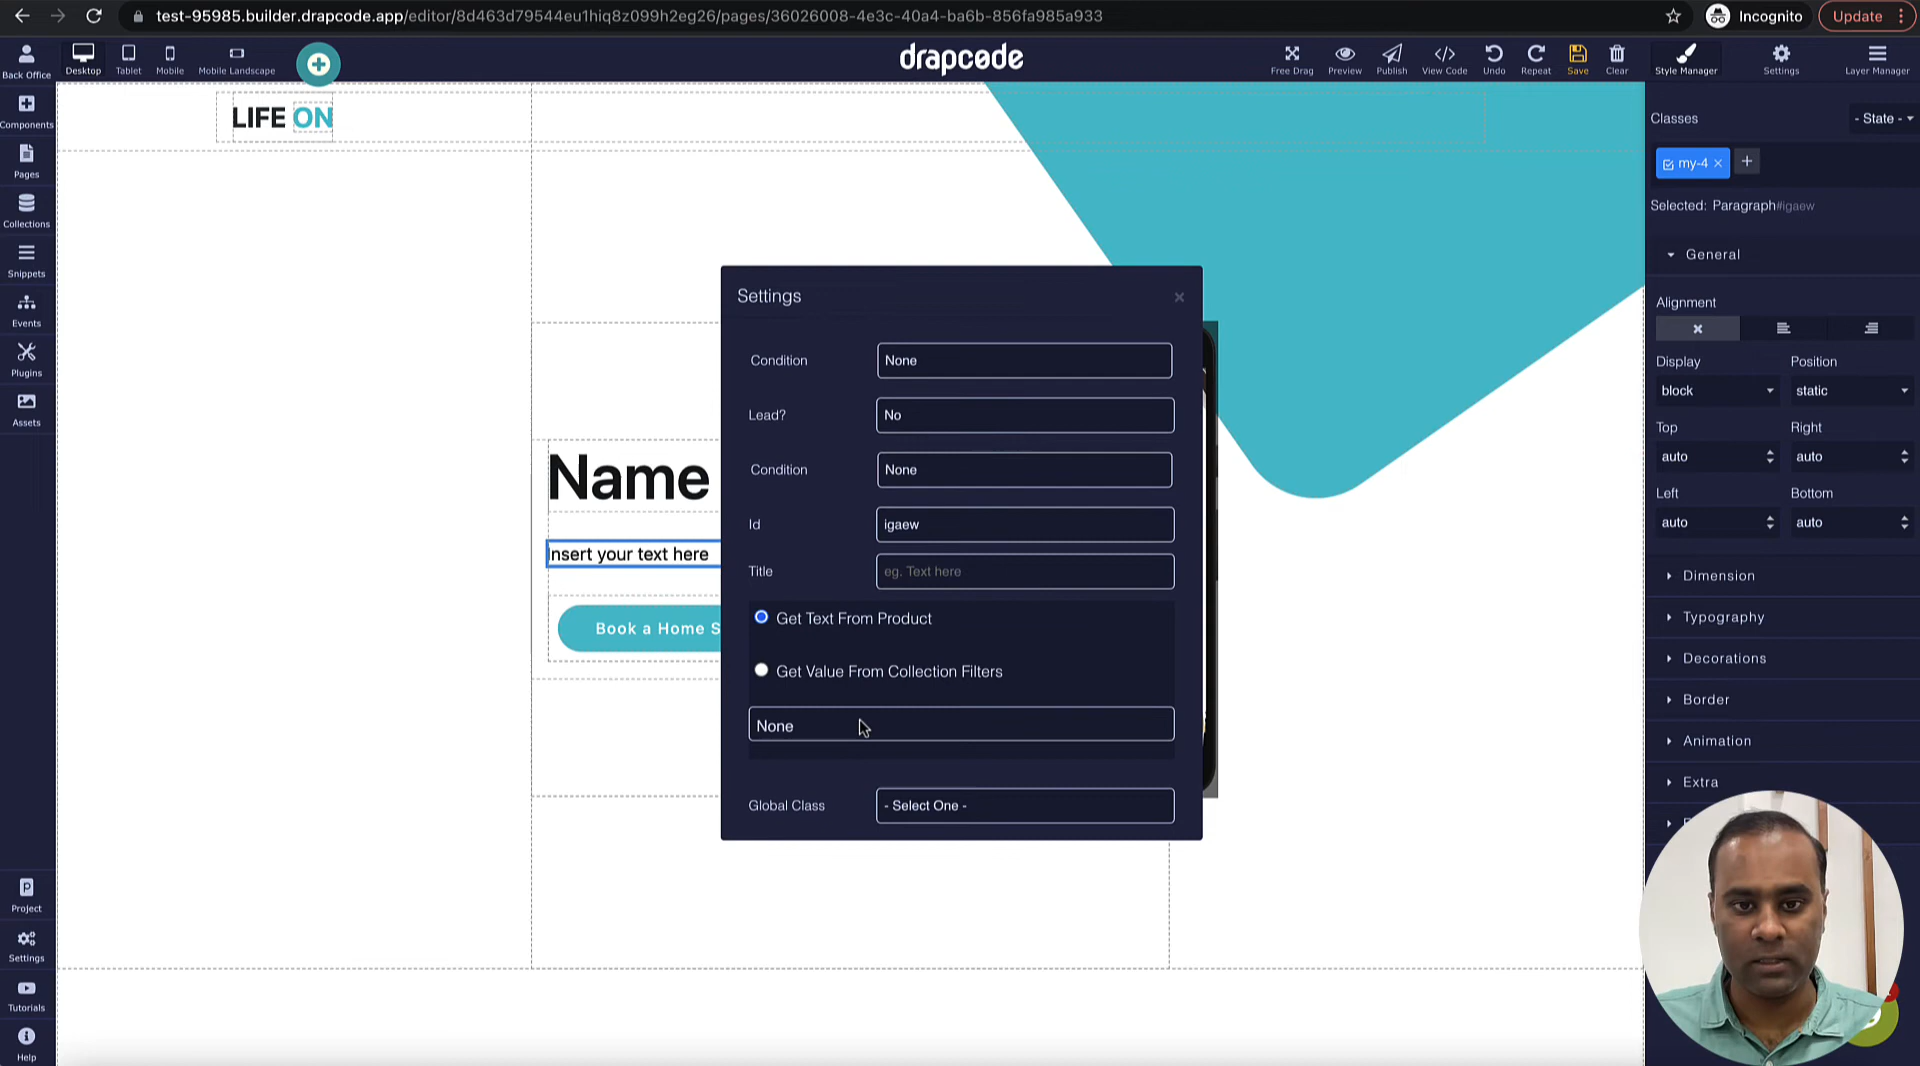 test-95985.builder.drapcode.app/editor/8d463d79544eu1hiq8z099h2eg26/pages/36026008-4e3c-40a4-ba6b-856fa985a933
Incognito
Update
Back Office
Desktop
Tablet
Mobile
Mobile Landscape
drapcode
Free Drag
Preview
Publish
View Code
Undo
Repeat
Save
Clear
Style Manager
Settings
Layer Manager
Components
Pages
Collections
Snippets
Events
Plugins
Assets
Project
Settings
Tutorials
Help
LIFE ON
Name
Insert your text here
Book a Home S
Settings
Condition
None
Lead?
No
Condition
None
Id
igaew
Title
eg. Text here
Get Text From Product
Get Value From Collection Filters
None
Global Class
- Select One -
Classes
- State -
my-4
Selected: Paragraph#igaew
General
Alignment
Display
Position
block
static
Top
Right
auto
auto
Left
Bottom
auto
auto
Dimension
Typography
Decorations
Border
Animation
Extra